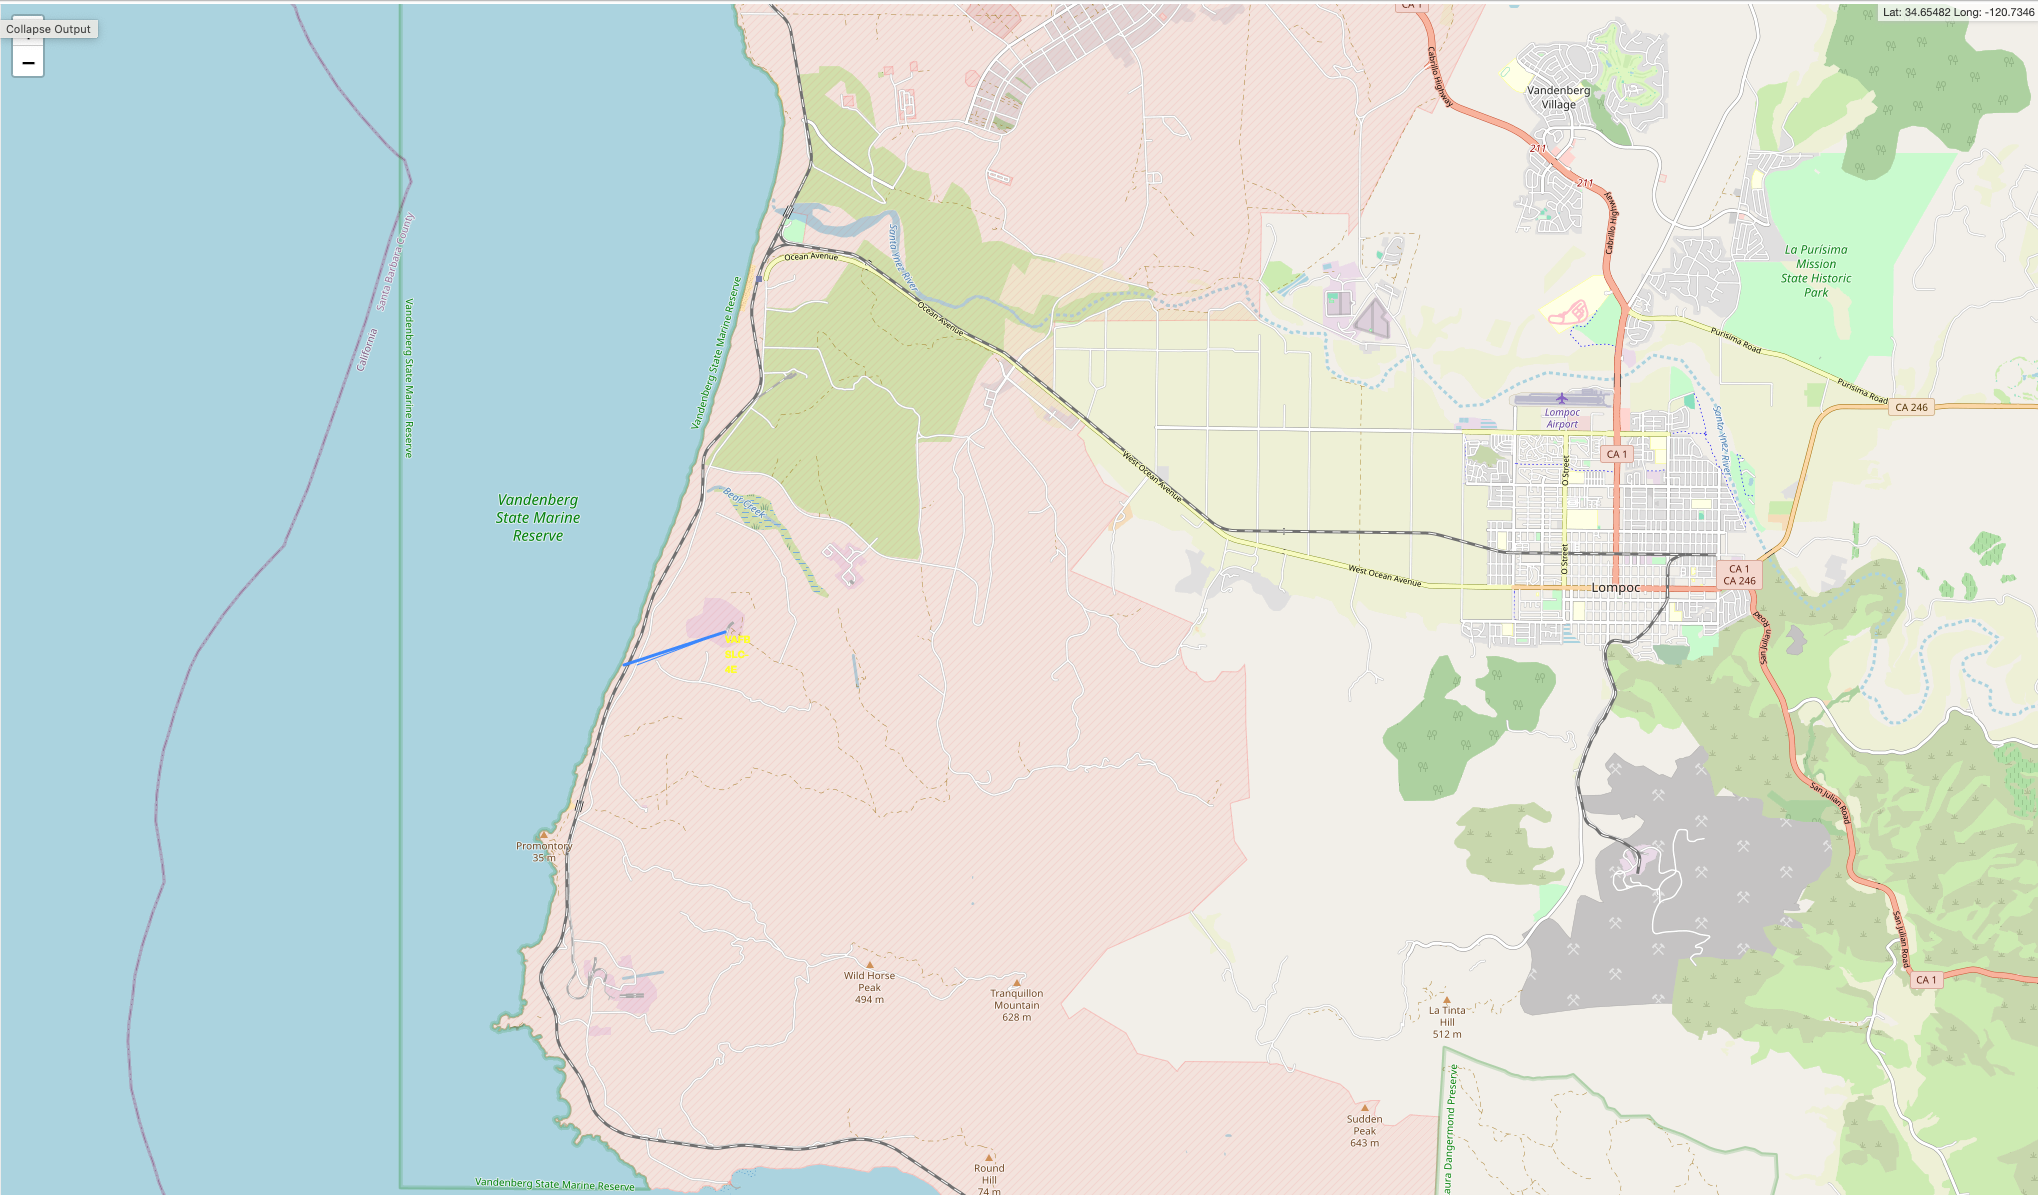 Collapse Output
−
Lat: 34.65482 Long: -120.7346
CA 1
Cabrillo Highway
Vandenberg
Village
211
211
Cabrillo Highway
La Purísima
Mission
State Historic
Park
Santa Barbara County
California
Vandenberg State Marine Reserve
Vandenberg State Marine Reserve
Ocean Avenue
Santa Ynez River
Ocean Avenue
Purisima Road
Purisima Road
CA 246
Lompoc
Airport
Santa Ynez River
CA 1
O Street
West Ocean Avenue
Vandenberg
State Marine
Reserve
Bear Creek
O Street
West Ocean Avenue
CA 1
CA 246
Lompoc
San Julian Road
San Julian Road
Promontory
35 m
San Julian Road
CA 1
Wild Horse
Peak
494 m
Tranquillon
Mountain
628 m
La Tinta
Hill
512 m
Sudden
Peak
643 m
aura Dangermond Preserve
Round
Hill
74 m
Vandenberg State Marine Reserve